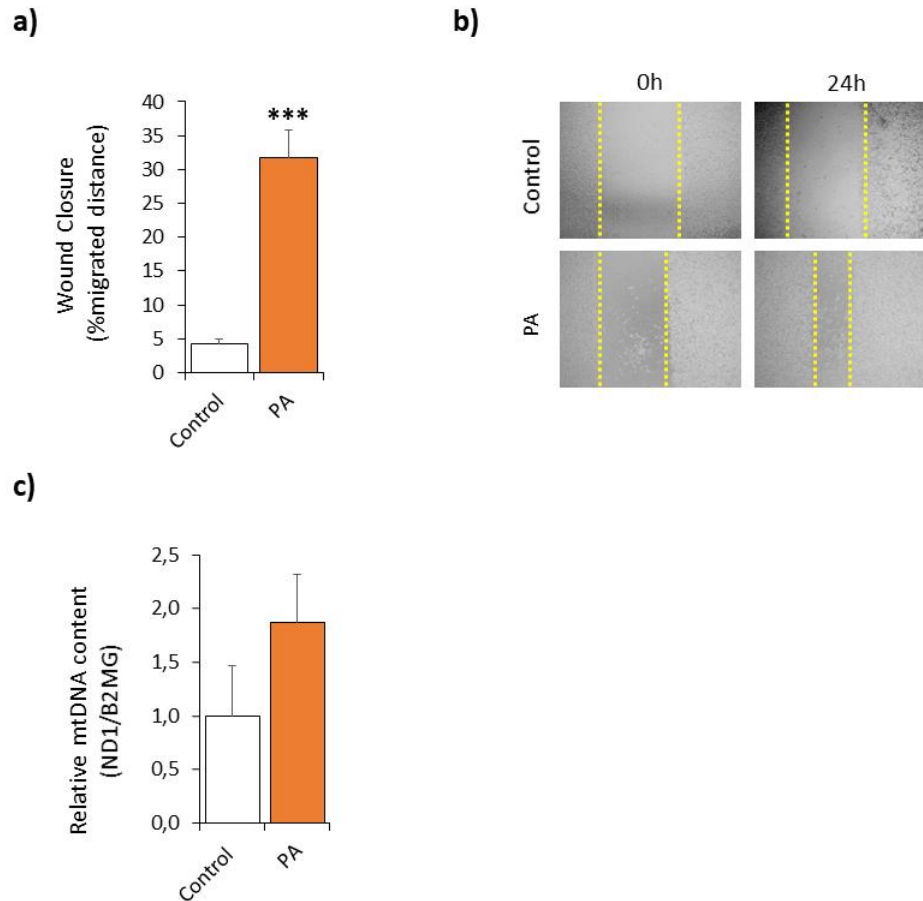 a)
Wound Closure
(%migrated distance)
40
35
30
25
20
15
10
5
0
***
Control
PA
b)
0h
24h
Control
PA
c)
Relative mtDNA content
(ND1/B2MG)
2,5
2,0
1,5
1,0
0,5
0,0
Control
PA